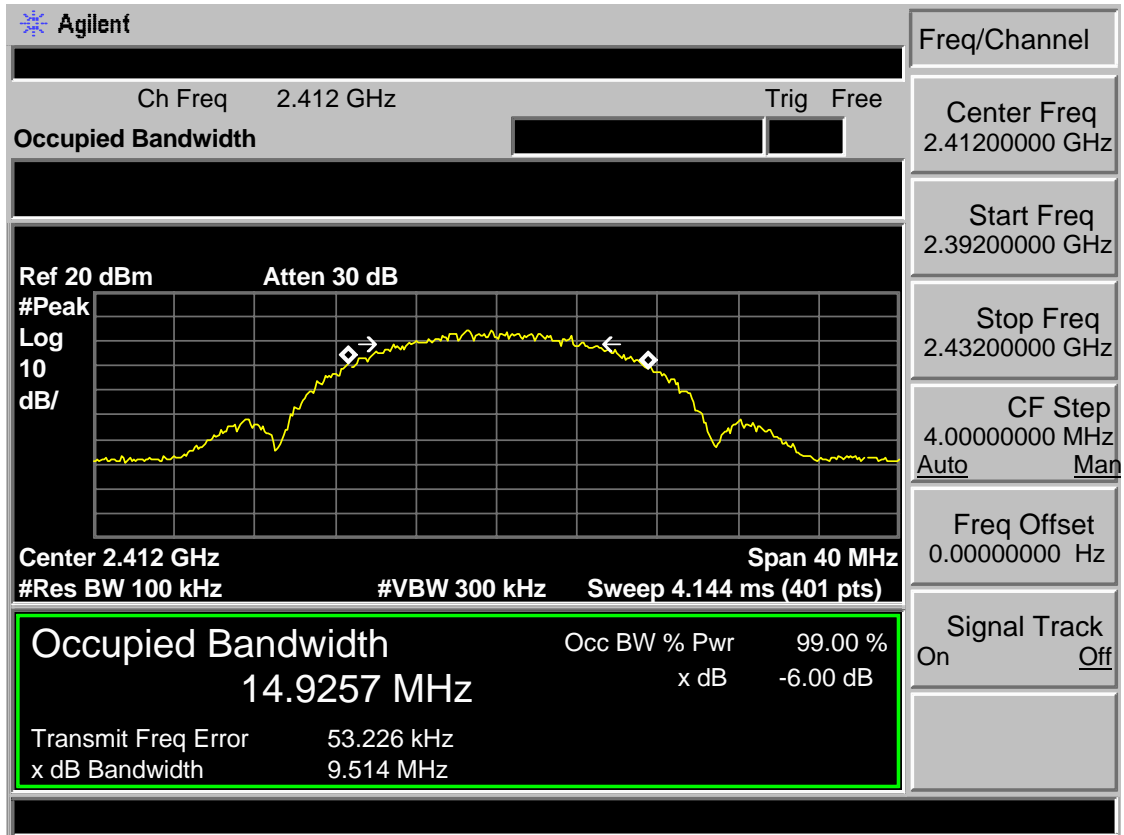 Agilent
Freq/Channel
Ch Freq 2.412 GHz Trig Free
Occupied Bandwidth
Center Freq
2.41200000 GHz
Start Freq
2.39200000 GHz
Stop Freq
2.43200000 GHz
CF Step
4.00000000 MHz
Auto Man
Freq Offset
0.00000000 Hz
Signal Track
On Off
Ref 20 dBm Atten 30 dB
#Peak
Log
10
dB/
Center 2.412 GHz Span 40 MHz
#Res BW 100 kHz #VBW 300 kHz Sweep 4.144 ms (401 pts)
Occupied Bandwidth Occ BW % Pwr 99.00 %
14.9257 MHz x dB -6.00 dB
Transmit Freq Error 53.226 kHz
x dB Bandwidth 9.514 MHz